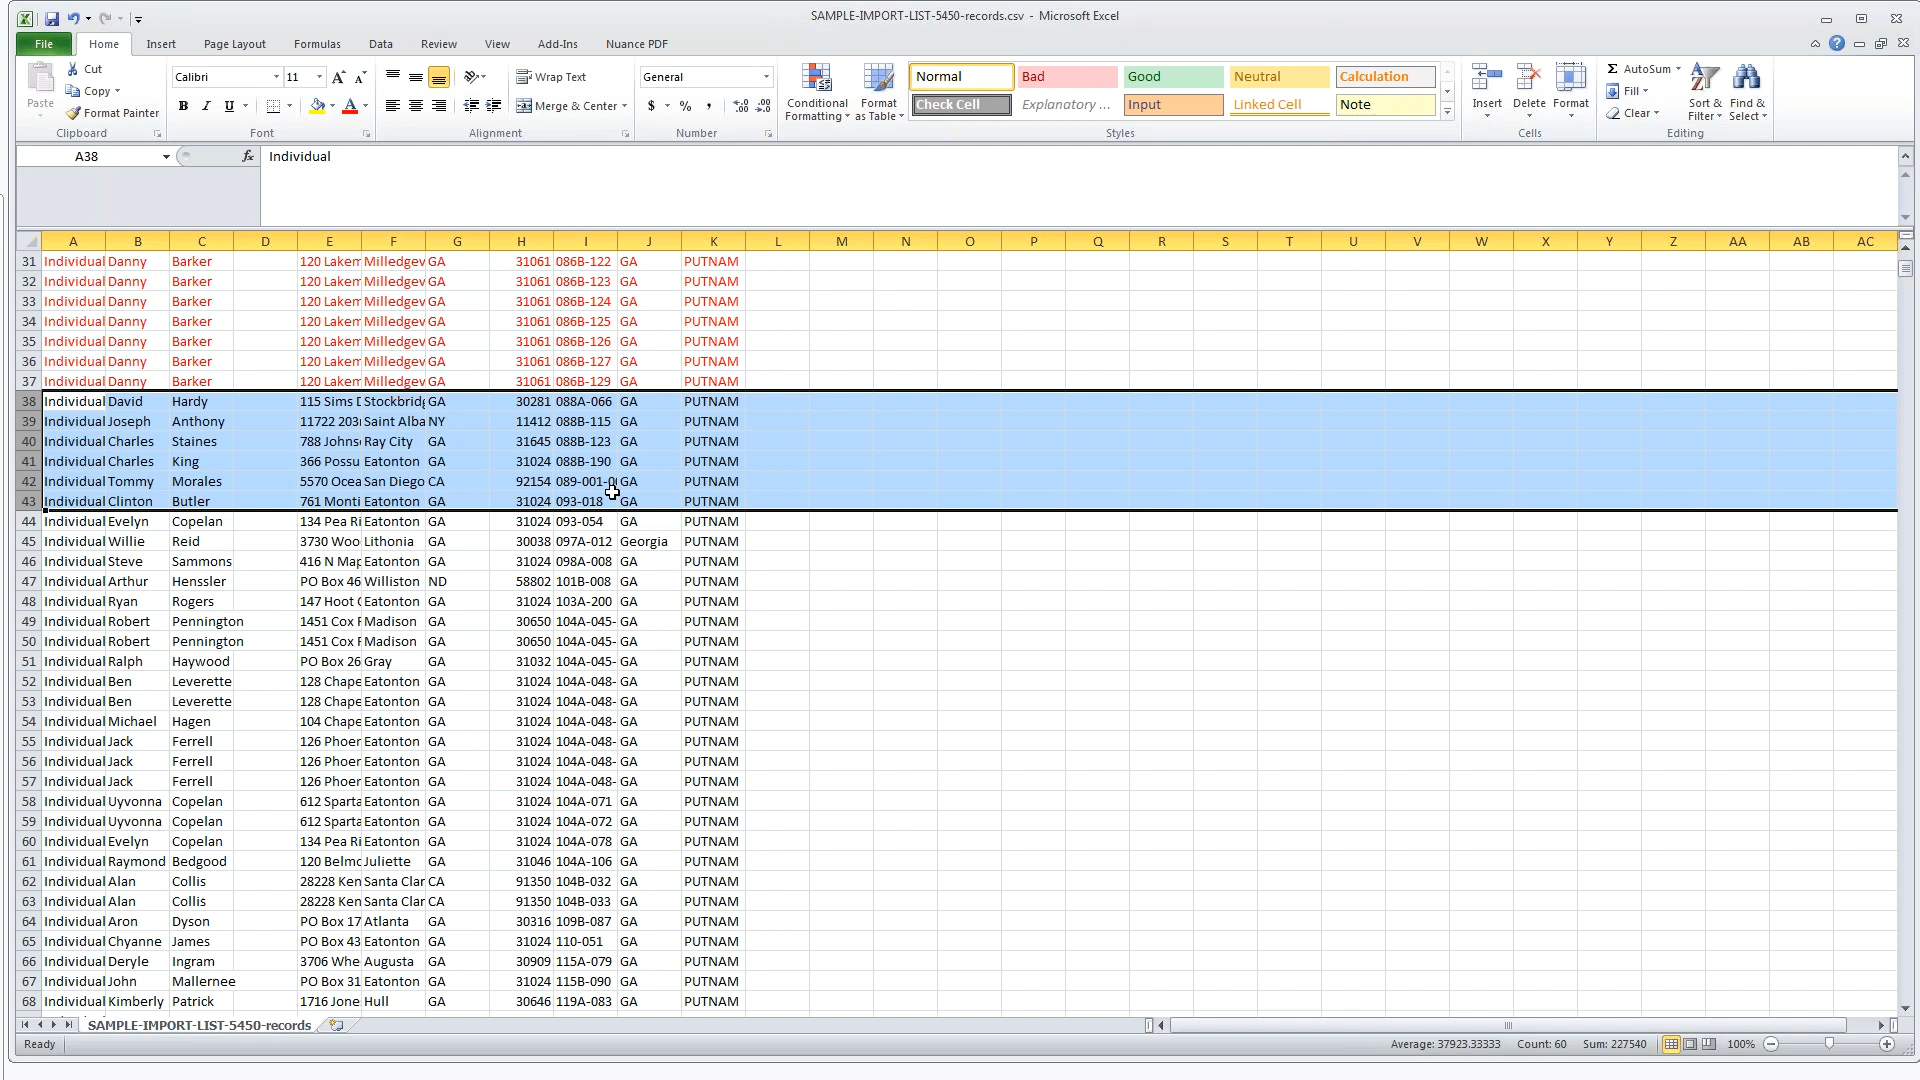 SAMPLE-IMPORT-LIST-5450-records.csv - Microsoft Excel
File Home Insert Page Layout Formulas Data Review View Add-Ins Nuance PDF
Paste Cut Copy Format Painter Clipboard
Calibri 11 Font
Wrap Text Merge & Center Alignment
General $ % , Number
Conditional Formatting Format as Table
Normal Bad Good Neutral Calculation
Check Cell Explanatory ... Input Linked Cell Note
Styles
Insert Delete Format Cells
AutoSum Fill Clear Sort & Filter Find & Select Editing
A38 fx Individual
A B C D E F G H I J K L M N O P Q R S T U V W X Y Z AA AB AC
31 Individual Danny Barker 120 Lakem Milledgev GA 31061 086B-122 GA PUTNAM
32 Individual Danny Barker 120 Lakem Milledgev GA 31061 086B-123 GA PUTNAM
33 Individual Danny Barker 120 Lakem Milledgev GA 31061 086B-124 GA PUTNAM
34 Individual Danny Barker 120 Lakem Milledgev GA 31061 086B-125 GA PUTNAM
35 Individual Danny Barker 120 Lakem Milledgev GA 31061 086B-126 GA PUTNAM
36 Individual Danny Barker 120 Lakem Milledgev GA 31061 086B-127 GA PUTNAM
37 Individual Danny Barker 120 Lakem Milledgev GA 31061 086B-129 GA PUTNAM
38 Individual David Hardy 115 Sims Stockbridg GA 30281 088A-066 GA PUTNAM
39 Individual Joseph Anthony 11722 203 Saint Alba NY 11412 088B-115 GA PUTNAM
40 Individual Charles Staines 788 Johns Ray City GA 31645 088B-123 GA PUTNAM
41 Individual Charles King 366 Possu Eatonton GA 31024 088B-190 GA PUTNAM
42 Individual Tommy Morales 5570 Ocea San Diego CA 92154 089-001-0 GA PUTNAM
43 Individual Clinton Butler 761 Monti Eatonton GA 31024 093-018 GA PUTNAM
44 Individual Evelyn Copelan 134 Pea Ri Eatonton GA 31024 093-054 GA PUTNAM
45 Individual Willie Reid 3730 Woo Lithonia GA 30038 097A-012 Georgia PUTNAM
46 Individual Steve Sammons 416 N Map Eatonton GA 31024 098A-008 GA PUTNAM
47 Individual Arthur Henssler PO Box 46 Williston ND 58802 101B-008 GA PUTNAM
48 Individual Ryan Rogers 147 Hoot Eatonton GA 31024 103A-200 GA PUTNAM
49 Individual Robert Pennington 1451 Cox Madison GA 30650 104A-045- GA PUTNAM
50 Individual Robert Pennington 1451 Cox Madison GA 30650 104A-045- GA PUTNAM
51 Individual Ralph Haywood PO Box 26 Gray GA 31032 104A-045- GA PUTNAM
52 Individual Ben Leverette 128 Chape Eatonton GA 31024 104A-048- GA PUTNAM
53 Individual Ben Leverette 128 Chape Eatonton GA 31024 104A-048- GA PUTNAM
54 Individual Michael Hagen 104 Chape Eatonton GA 31024 104A-048- GA PUTNAM
55 Individual Jack Ferrell 126 Phoer Eatonton GA 31024 104A-048- GA PUTNAM
56 Individual Jack Ferrell 126 Phoer Eatonton GA 31024 104A-048- GA PUTNAM
57 Individual Jack Ferrell 126 Phoer Eatonton GA 31024 104A-048- GA PUTNAM
58 Individual Uyvonna Copelan 612 Sparta Eatonton GA 31024 104A-071 GA PUTNAM
59 Individual Uyvonna Copelan 612 Sparta Eatonton GA 31024 104A-072 GA PUTNAM
60 Individual Evelyn Copelan 134 Pea Ri Eatonton GA 31024 104A-078 GA PUTNAM
61 Individual Raymond Bedgood 120 Belmo Juliette GA 31046 104A-106 GA PUTNAM
62 Individual Alan Collis 28228 Ken Santa Clar CA 91350 104B-032 GA PUTNAM
63 Individual Alan Collis 28228 Ken Santa Clar CA 91350 104B-033 GA PUTNAM
64 Individual Aron Dyson PO Box 17 Atlanta GA 30316 109B-087 GA PUTNAM
65 Individual Chyanne James PO Box 43 Eatonton GA 31024 110-051 GA PUTNAM
66 Individual Deryle Ingram 3706 Whe Augusta GA 30909 115A-079 GA PUTNAM
67 Individual John Mallernee PO Box 31 Eatonton GA 31024 115B-090 GA PUTNAM
68 Individual Kimberly Patrick 1716 Jone Hull GA 30646 119A-083 GA PUTNAM
SAMPLE-IMPORT-LIST-5450-records
Ready Average: 37923.33333 Count: 60 Sum: 227540 100%